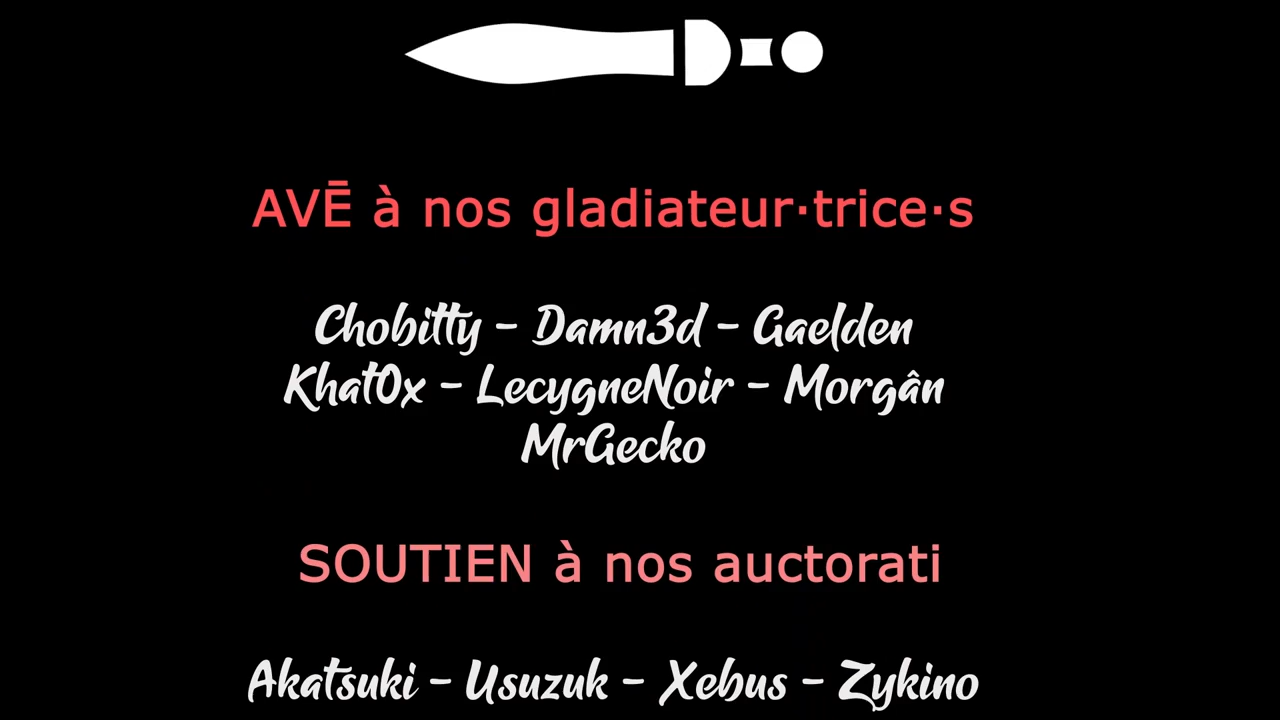 AVĒ à nos gladiateur·trice·s
Chobitty - Damn3d - Gaelden
Khat0x - LecygneNoir - Morgân
MrGecko
SOUTIEN à nos auctorati
Akatsuki - Usuzuk - Xebus - Zykino